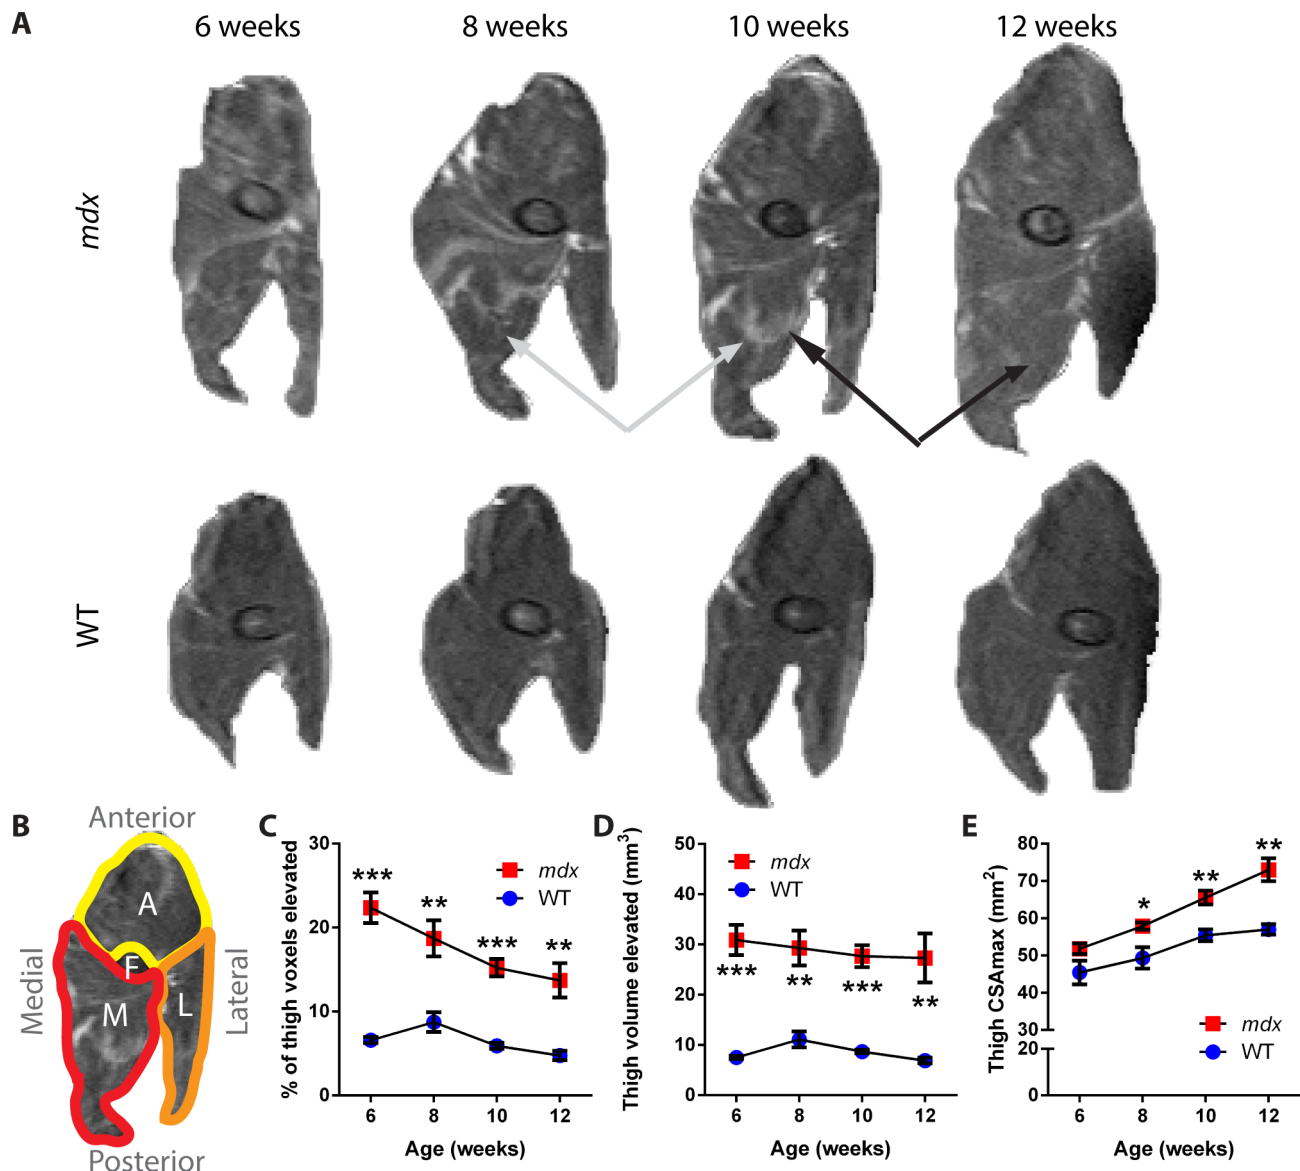 A
6 weeks
8 weeks
10 weeks
12 weeks
mdx
WT
B
Anterior
Medial
Lateral
Posterior
A
F
M
L
C
% of thigh voxels elevated
30
20
10
0
***
**
***
**
mdx
WT
6
8
10
12
Age (weeks)
D
Thigh volume elevated (mm³)
50
40
30
20
10
0
mdx
WT
***
**
***
**
6
8
10
12
Age (weeks)
E
Thigh CSAmax (mm²)
80
70
60
50
40
30
20
0
*
**
**
mdx
WT
6
8
10
12
Age (weeks)